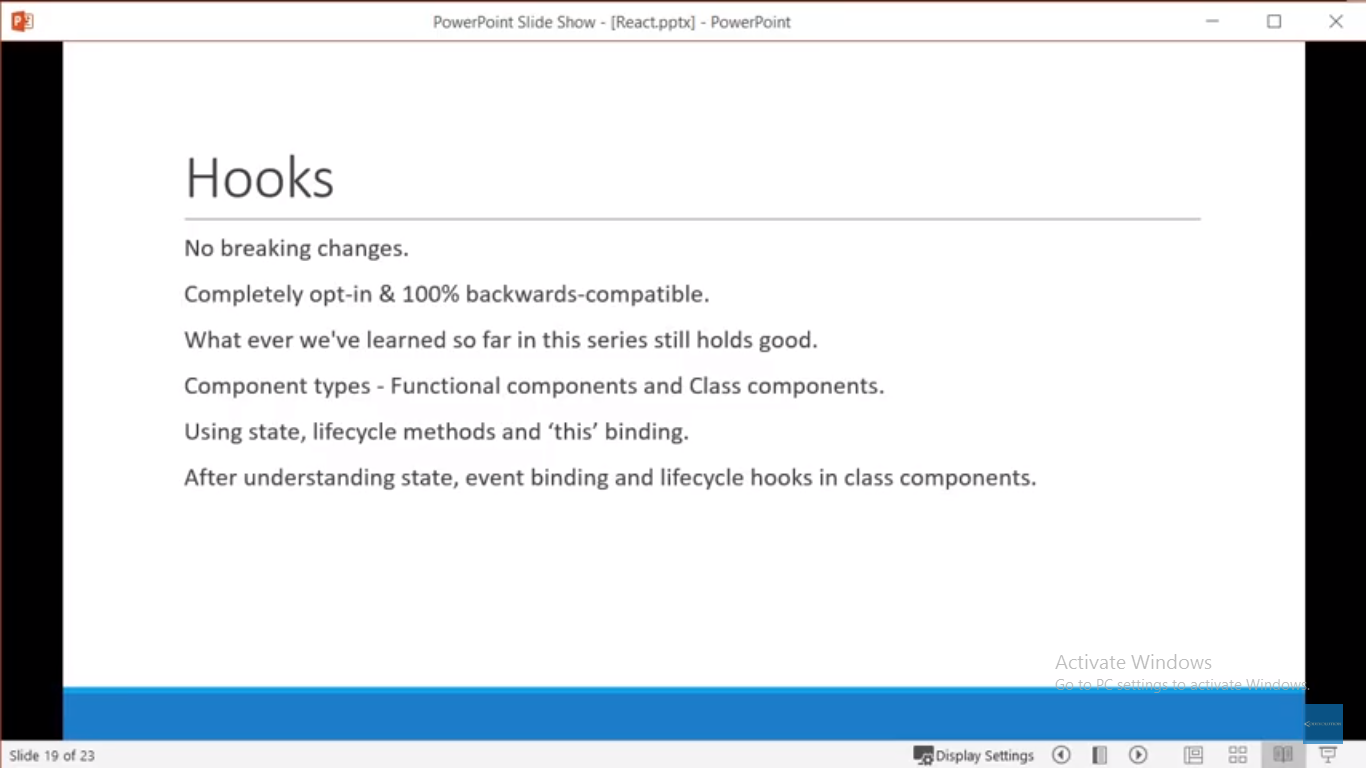 PowerPoint Slide Show - [React.pptx] - PowerPoint
Hooks
No breaking changes.
Completely opt-in & 100% backwards-compatible.
What ever we've learned so far in this series still holds good.
Component types - Functional components and Class components.
Using state, lifecycle methods and ‘this’ binding.
After understanding state, event binding and lifecycle hooks in class components.
Activate Windows
Go to PC settings to activate Windows.
Slide 19 of 23
Display Settings